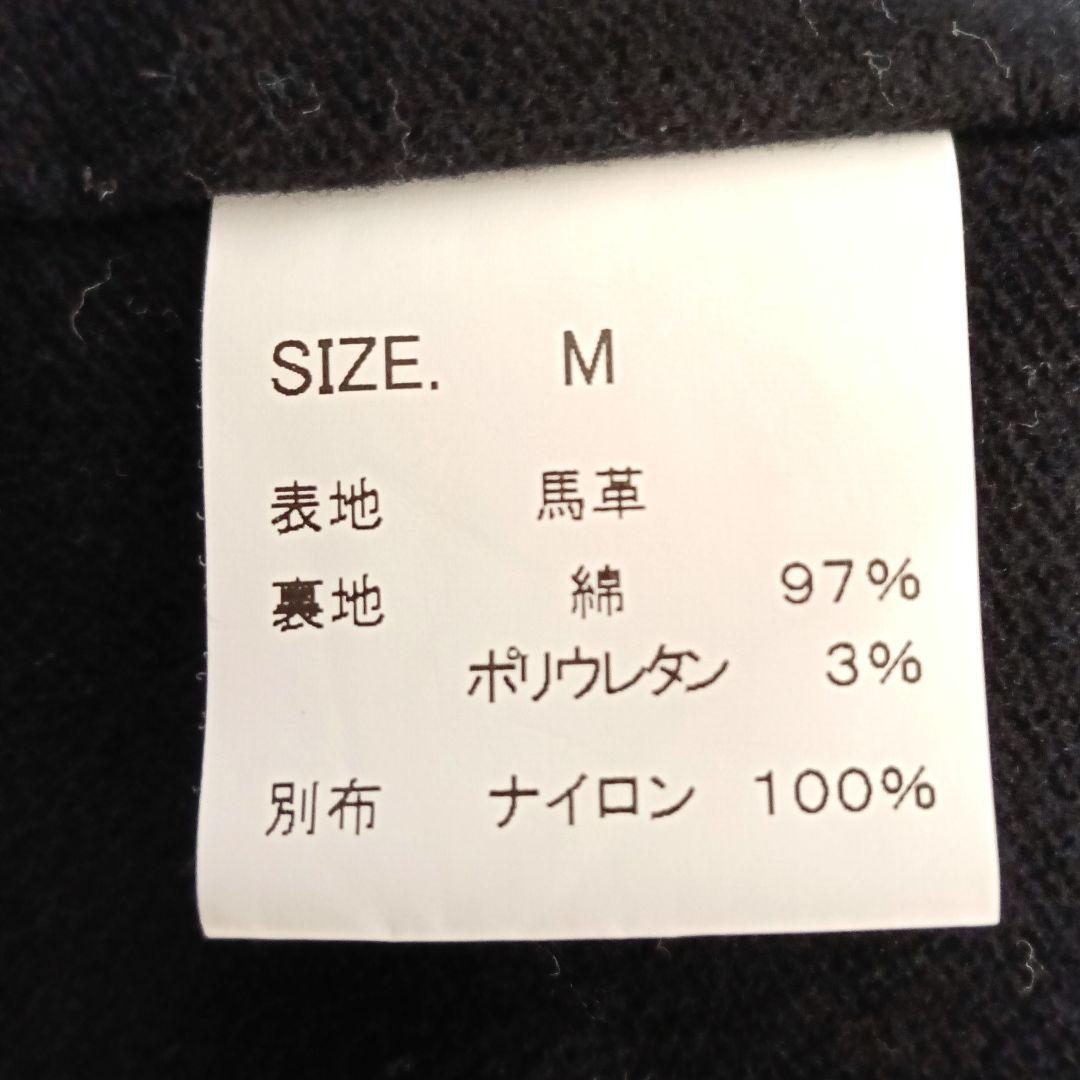 SIZE. M
表地 馬革
裏地 綿 97%
ポリウレタン 3%
別布 ナイロン 100%